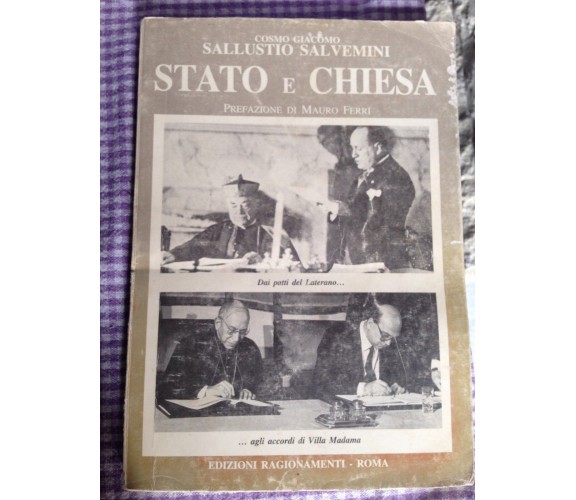 COSMO GIACOMO
SALLUSTIO SALVEMINI
STATO E CHIESA
PREFAZIONE DI MAURO FERRI
Dai patti del Laterano...
... agli accordi di Villa Madama
EDIZIONI RAGIONAMENTI - ROMA